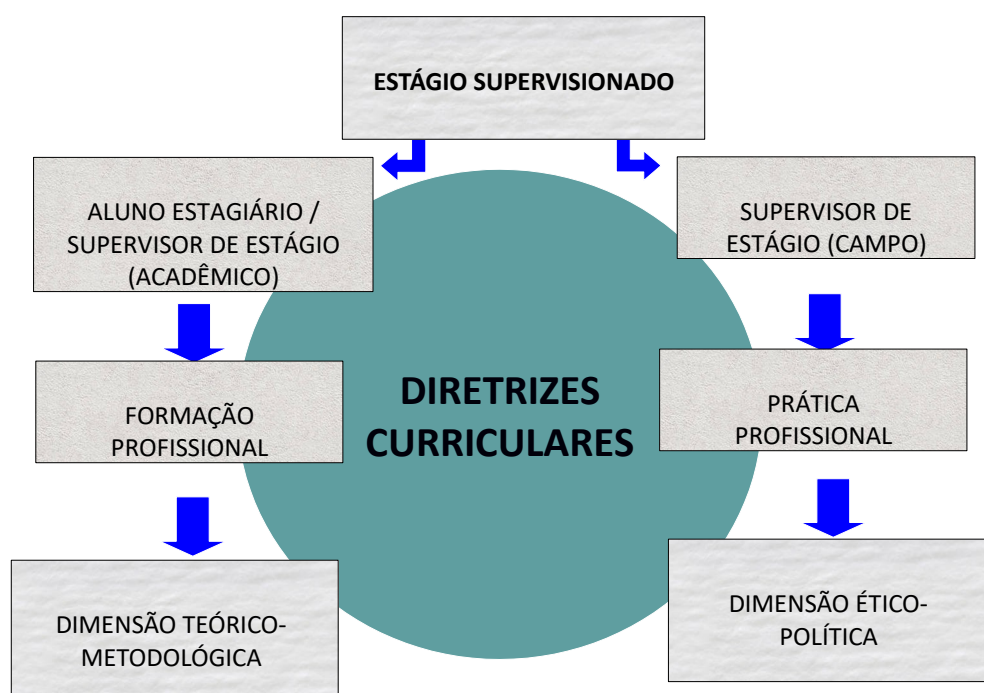 ESTÁGIO SUPERVISIONADO
ALUNO ESTAGIÁRIO /
SUPERVISOR DE ESTÁGIO
(ACADÊMICO)
SUPERVISOR DE
ESTÁGIO (CAMPO)
FORMAÇÃO
PROFISSIONAL
DIRETRIZES
CURRICULARES
PRÁTICA
PROFISSIONAL
DIMENSÃO TEÓRICO-
METODOLÓGICA
DIMENSÃO ÉTICO-
POLÍTICA